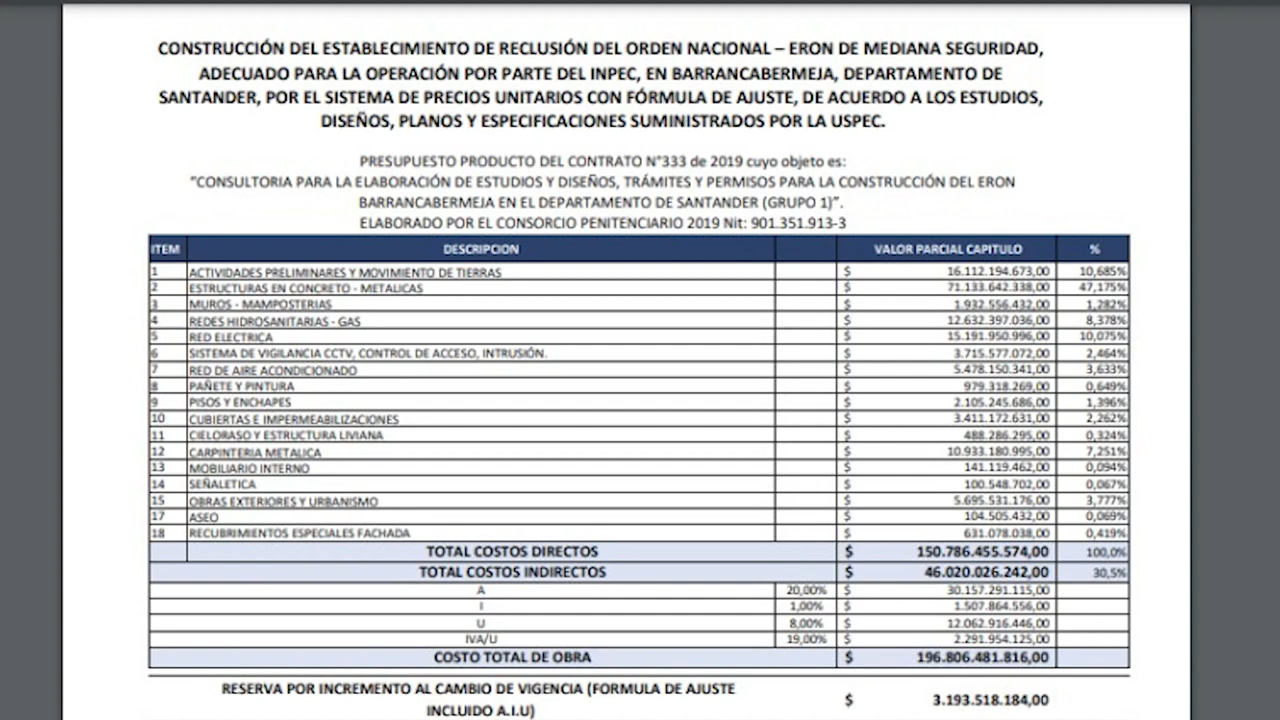 CONSTRUCCIÓN DEL ESTABLECIMIENTO DE RECLUSIÓN DEL ORDEN NACIONAL – ERON DE MEDIANA SEGURIDAD,
ADECUADO PARA LA OPERACIÓN POR PARTE DEL INPEC, EN BARRANCABERMEJA, DEPARTAMENTO DE
SANTANDER, POR EL SISTEMA DE PRECIOS UNITARIOS CON FÓRMULA DE AJUSTE, DE ACUERDO A LOS ESTUDIOS,
DISEÑOS, PLANOS Y ESPECIFICACIONES SUMINISTRADOS POR LA USPEC.
PRESUPUESTO PRODUCTO DEL CONTRATO N°333 de 2019 cuyo objeto es:
"CONSULTORIA PARA LA ELABORACIÓN DE ESTUDIOS Y DISEÑOS, TRÁMITES Y PERMISOS PARA LA CONSTRUCCIÓN DEL ERON
BARRANCABERMEJA EN EL DEPARTAMENTO DE SANTANDER (GRUPO 1)".
ELABORADO POR EL CONSORCIO PENITENCIARIO 2019 Nit: 901.351.913-3
ITEM DESCRIPCION VALOR PARCIAL CAPITULO %
1 ACTIVIDADES PRELIMINARES Y MOVIMIENTO DE TIERRAS $ 16.112.194.673,00 10,685%
2 ESTRUCTURAS EN CONCRETO - METALICAS $ 71.133.642.338,00 47,175%
3 MUROS - MAMPOSTERIAS $ 1.932.556.432,00 1,282%
4 REDES HIDROSANITARIAS - GAS $ 12.632.397.036,00 8,378%
5 RED ELECTRICA $ 15.191.950.996,00 10,075%
6 SISTEMA DE VIGILANCIA CCTV, CONTROL DE ACCESO, INTRUSIÓN. $ 3.715.577.072,00 2,464%
7 RED DE AIRE ACONDICIONADO $ 5.478.150.341,00 3,633%
8 PAÑETE Y PINTURA $ 979.318.269,00 0,649%
9 PISOS Y ENCHAPES $ 2.105.245.686,00 1,396%
10 CUBIERTAS E IMPERMEABILIZACIONES $ 3.411.172.631,00 2,262%
11 CIELORASO Y ESTRUCTURA LIVIANA $ 488.286.295,00 0,324%
12 CARPINTERIA METALICA $ 10.933.180.995,00 7,251%
13 MOBILIARIO INTERNO $ 141.119.462,00 0,094%
14 SEÑALETICA $ 100.548.702,00 0,067%
15 OBRAS EXTERIORES Y URBANISMO $ 5.695.531.176,00 3,777%
17 ASEO $ 104.505.432,00 0,069%
18 RECUBRIMIENTOS ESPECIALES FACHADA $ 631.078.038,00 0,419%
TOTAL COSTOS DIRECTOS $ 150.786.455.574,00 100,0%
TOTAL COSTOS INDIRECTOS $ 46.020.026.242,00 30,5%
A 20,00% $ 30.157.291.115,00
I 1,00% $ 1.507.864.556,00
U 8,00% $ 12.062.916.446,00
IVA/U 19,00% $ 2.291.954.125,00
COSTO TOTAL DE OBRA $ 196.806.481.816,00
RESERVA POR INCREMENTO AL CAMBIO DE VIGENCIA (FORMULA DE AJUSTE
INCLUIDO A.I.U) $ 3.193.518.184,00